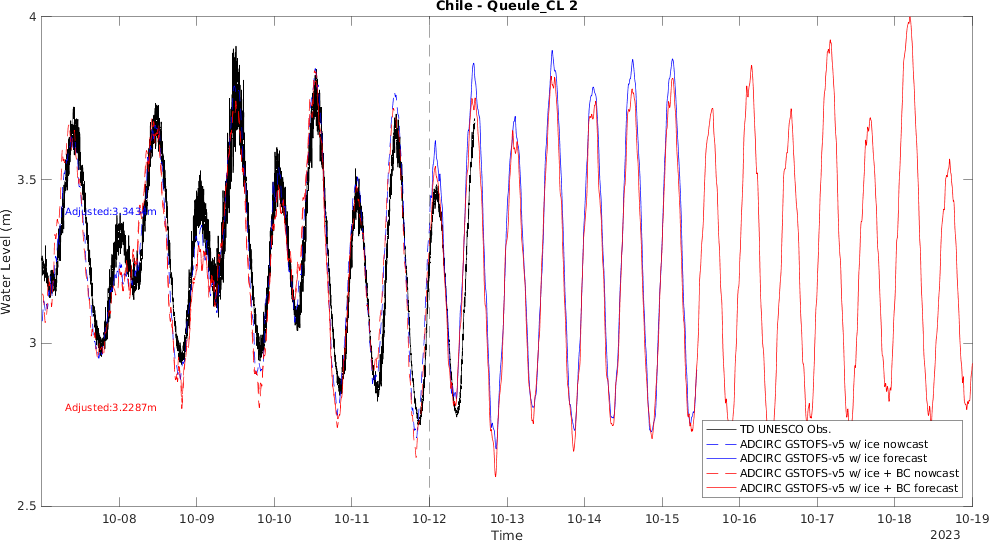 Chile - Queule_CL 2
4
3.5
3
2.5
Water Level (m)
Adjusted:3.343 m
Adjusted:3.2287m
TD UNESCO Obs.
ADCIRC GSTOFS-v5 w/ ice nowcast
ADCIRC GSTOFS-v5 w/ ice forecast
ADCIRC GSTOFS-v5 w/ ice + BC nowcast
ADCIRC GSTOFS-v5 w/ ice + BC forecast
10-08 10-09 10-10 10-11 10-12 10-13 10-14 10-15 10-16 10-17 10-18 10-19
Time
2023